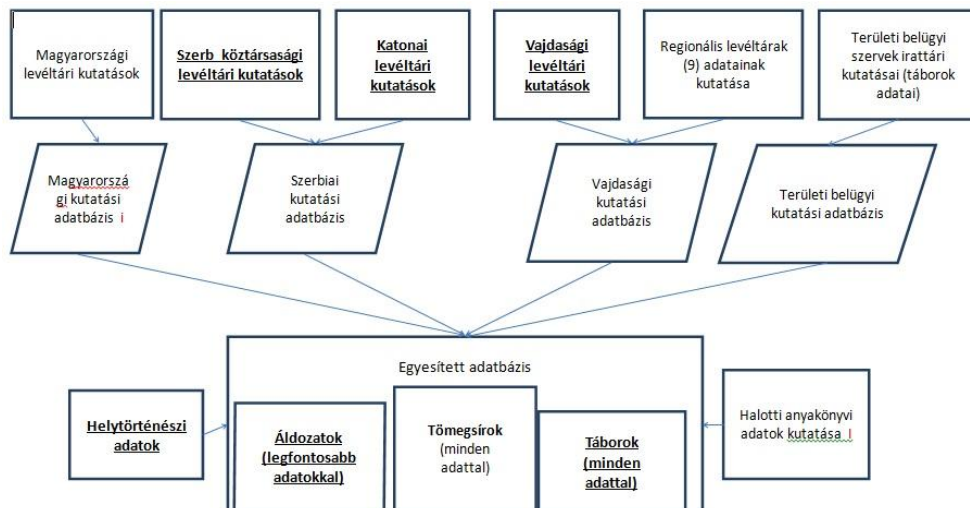 Magyarországi
levéltári kutatások
Szerb köztársasági
levéltári kutatások
Katonai
levéltári
kutatások
Vajdasági
levéltári
kutatások
Regionális levéltárak
(9) adatainak
kutatása
Területi belügyi
szervek irattári
kutatásai (táborok
adatai)
Magyarorszá
gi kutatási
adatbázis i
Szerbiai
kutatási
adatbázis
Vajdasági
kutatási
adatbázis
Területi belügyi
kutatási adatbázis
Egyesített adatbázis
Helytörténészi
adatok
Áldozatok
(legfontosabb
adatokkal)
Tömegsírok
(minden
adattal)
Táborok
(minden
adattal)
Halotti anyakönyvi
adatok kutatása I